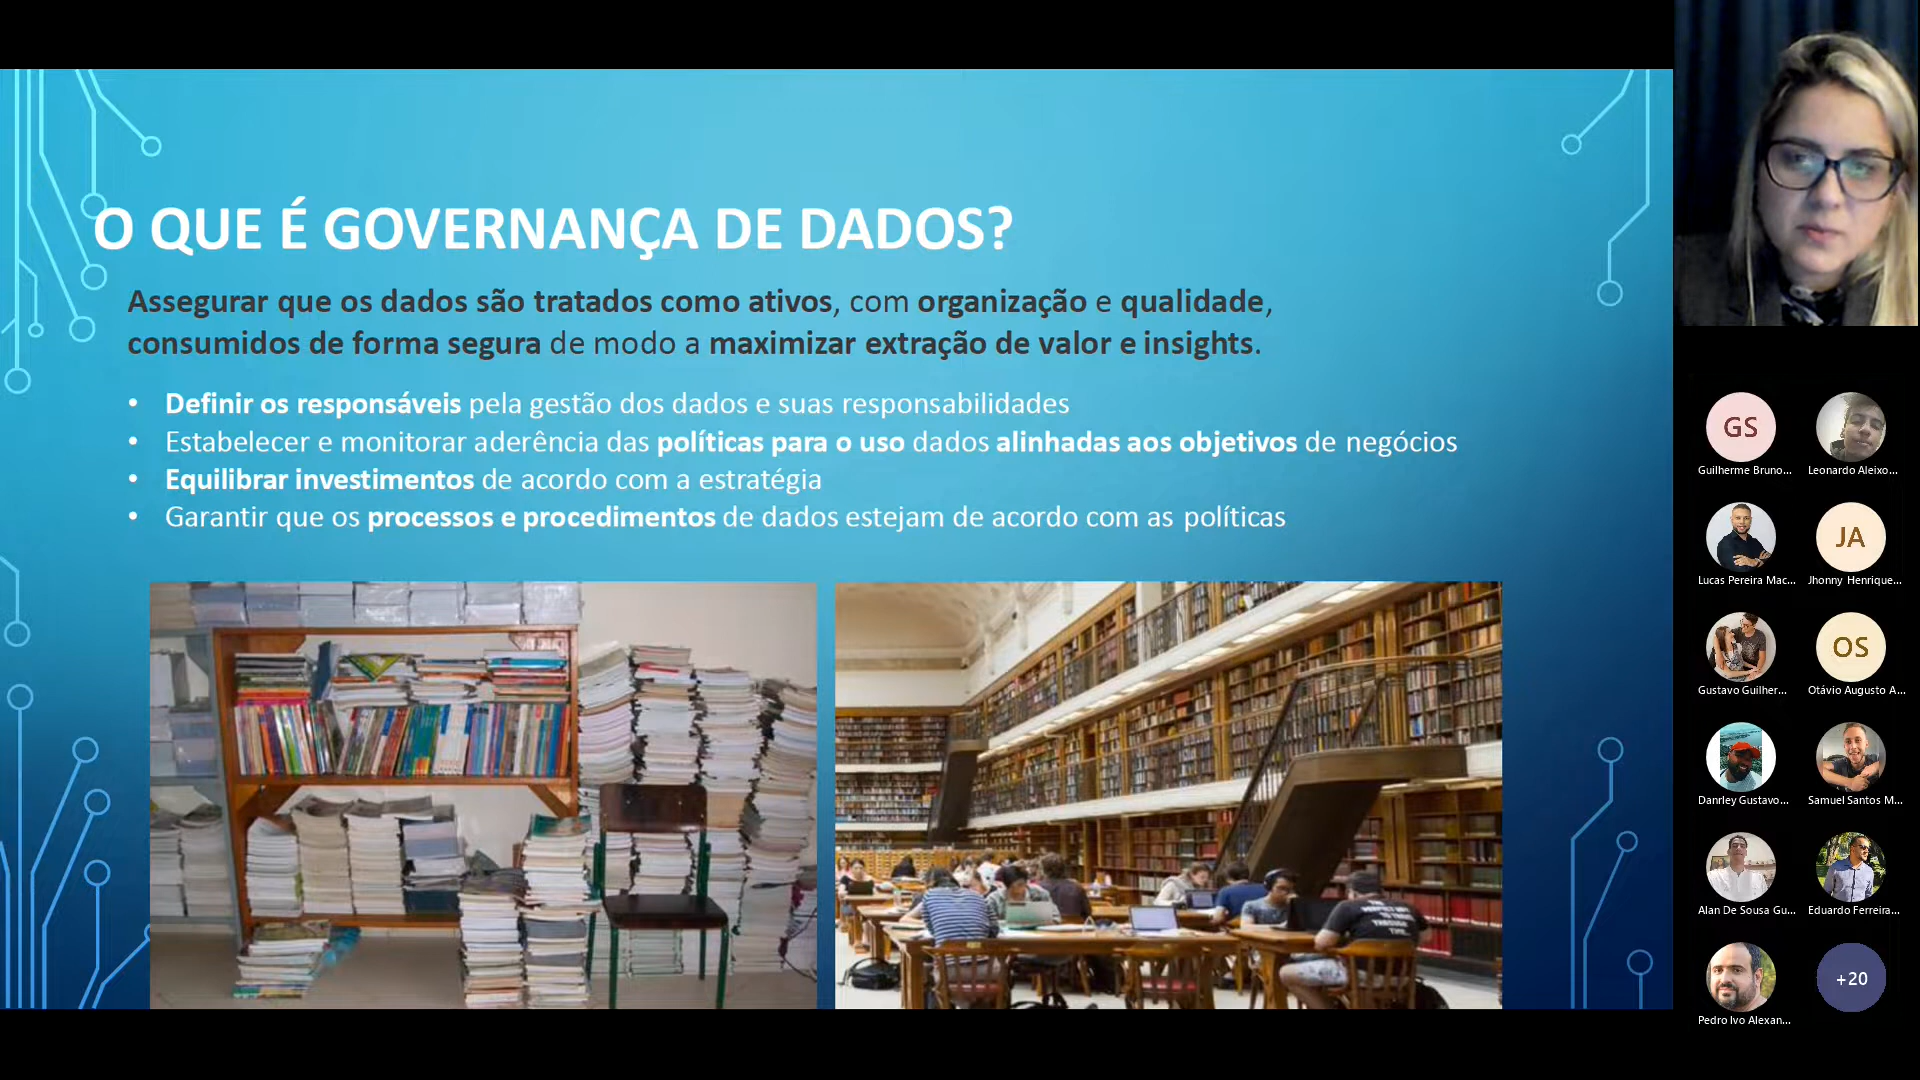 O QUE É GOVERNANÇA DE DADOS?
Assegurar que os dados são tratados como ativos, com organização e qualidade,
consumidos de forma segura de modo a maximizar extração de valor e insights.
• Definir os responsáveis pela gestão dos dados e suas responsabilidades
• Estabelecer e monitorar aderência das políticas para o uso dados alinhadas aos objetivos de negócios
• Equilibrar investimentos de acordo com a estratégia
• Garantir que os processos e procedimentos de dados estejam de acordo com as políticas
GS
Guilherme Bruno...
Leonardo Aleixo...
JA
Lucas Pereira Mac...
Jhonny Henrique...
OS
Gustavo Guilher...
Otávio Augusto A...
Danrley Gustavo...
Samuel Santos M...
Alan De Sousa Gu...
Eduardo Ferreira...
+20
Pedro Ivo Alexan...